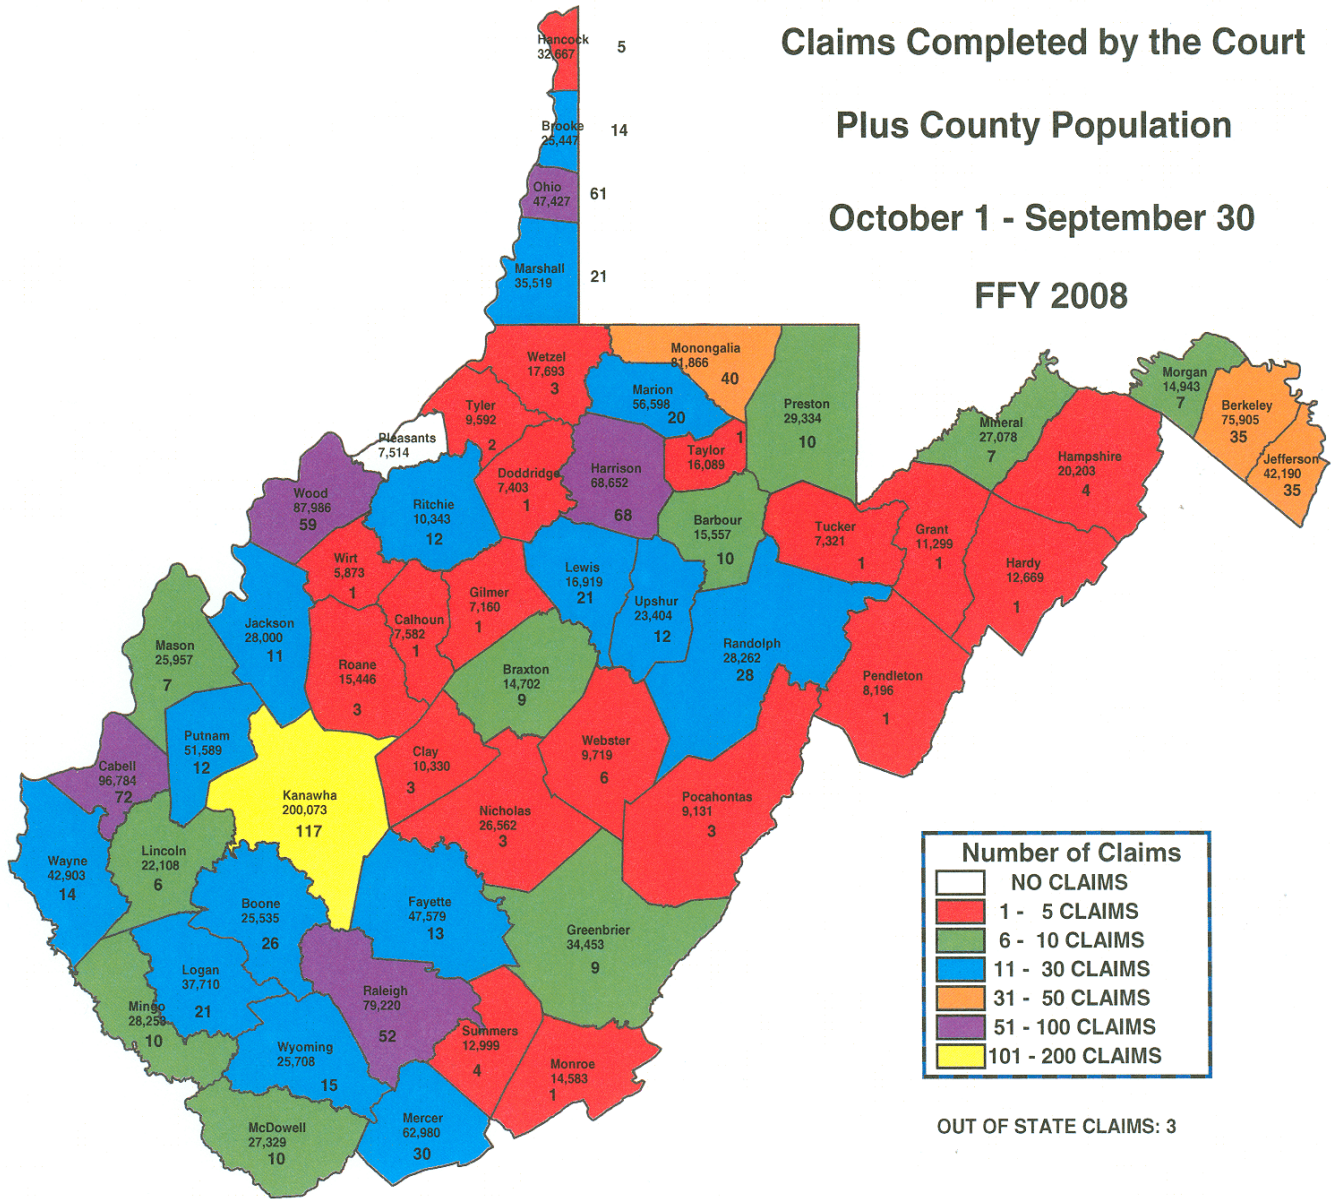 Claims Completed by the Court
Plus County Population
October 1 - September 30
FFY 2008
Hancock
32,667
5
Brooke
25,447
14
Ohio
47,427
61
Marshall
35,519
21
Wetzel
17,693
3
Monongalia
81,866
40
Marion
56,598
20
Preston
29,334
10
Tyler
9,592
2
Pleasants
7,514
Doddridge
7,403
1
Harrison
68,652
68
Taylor
16,089
1
Mineral
27,078
7
Hampshire
20,203
4
Morgan
14,943
7
Berkeley
75,905
35
Jefferson
42,190
35
Wood
87,986
59
Ritchie
10,343
12
Barbour
15,557
10
Tucker
7,321
1
Grant
11,299
1
Hardy
12,669
1
Wirt
5,873
1
Lewis
16,919
21
Upshur
23,404
12
Gilmer
7,160
1
Calhoun
7,582
1
Jackson
28,000
11
Mason
25,957
7
Roane
15,446
3
Braxton
14,702
9
Randolph
28,262
28
Pendleton
8,196
1
Putnam
51,589
12
Cabell
96,784
72
Kanawha
200,073
117
Clay
10,330
3
Webster
9,719
6
Pocahontas
9,131
3
Nicholas
26,562
3
Wayne
42,903
14
Lincoln
22,108
6
Boone
25,535
26
Fayette
47,579
13
Greenbrier
34,453
9
Logan
37,710
21
Mingo
28,253
10
Raleigh
79,220
52
Wyoming
25,708
15
Summers
12,999
4
Monroe
14,583
1
McDowell
27,329
10
Mercer
62,980
30
Number of Claims
NO CLAIMS
1 - 5 CLAIMS
6 - 10 CLAIMS
11 - 30 CLAIMS
31 - 50 CLAIMS
51 - 100 CLAIMS
101 - 200 CLAIMS
OUT OF STATE CLAIMS: 3